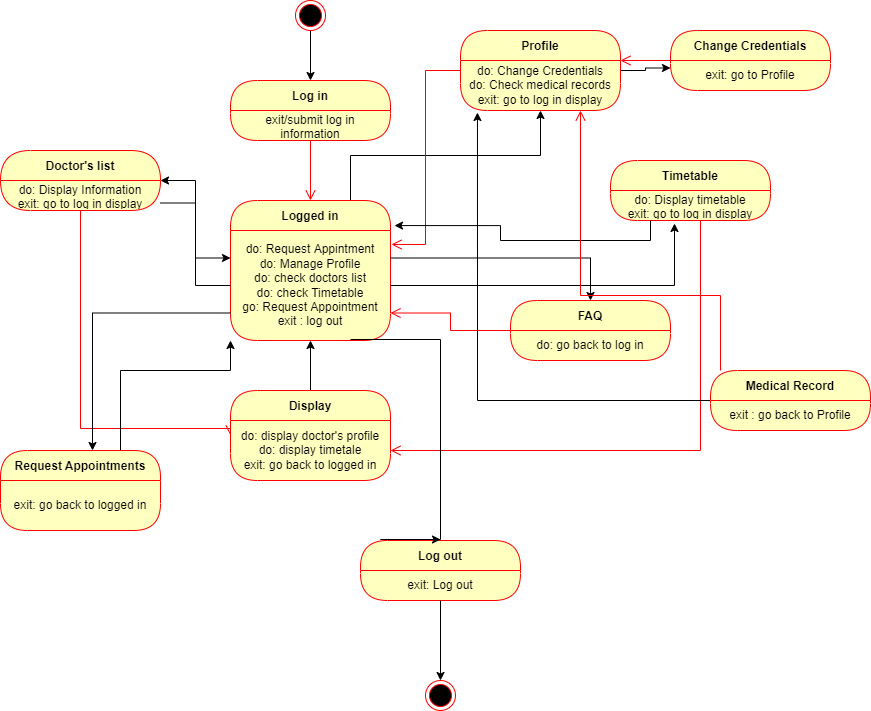 Profile
do: Change Credentials
do: Check medical records
exit: go to log in display
Change Credentials
exit: go to Profile
Log in
exit/submit log in
information
Doctor's list
do: Display Information
exit: go to log in display
Timetable
do: Display timetable
exit: go to log in display
Logged in
do: Request Appintment
do: Manage Profile
do: check doctors list
do: check Timetable
go: Request Appointment
exit : log out
FAQ
do: go back to log in
Medical Record
exit : go back to Profile
Display
do: display doctor's profile
do: display timetale
exit: go back to logged in
Request Appointments
exit: go back to logged in
Log out
exit: Log out